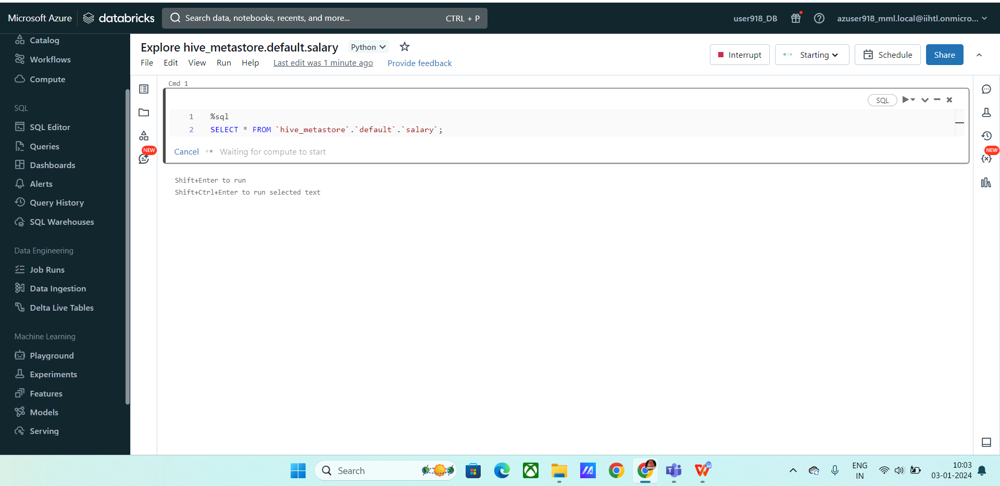 Microsoft Azure databricks Search data, notebooks, recents, and more... CTRL + P user918_DB azuser918_mml.local@iihtl.onmicro...
Catalog
Workflows
Compute
SQL
SQL Editor
Queries
Dashboards
Alerts
Query History
SQL Warehouses
Data Engineering
Job Runs
Data Ingestion
Delta Live Tables
Machine Learning
Playground
Experiments
Features
Models
Serving
Explore hive_metastore.default.salary Python
File Edit View Run Help Last edit was 1 minute ago Provide feedback
Interrupt Starting Schedule Share
NEW
Cmd 1
SQL
1 %sql
2 SELECT * FROM `hive_metastore`.`default`.`salary`;
Cancel Waiting for compute to start
Shift+Enter to run
Shift+Ctrl+Enter to run selected text
NEW
Search
ENG
IN
10:03
03-01-2024